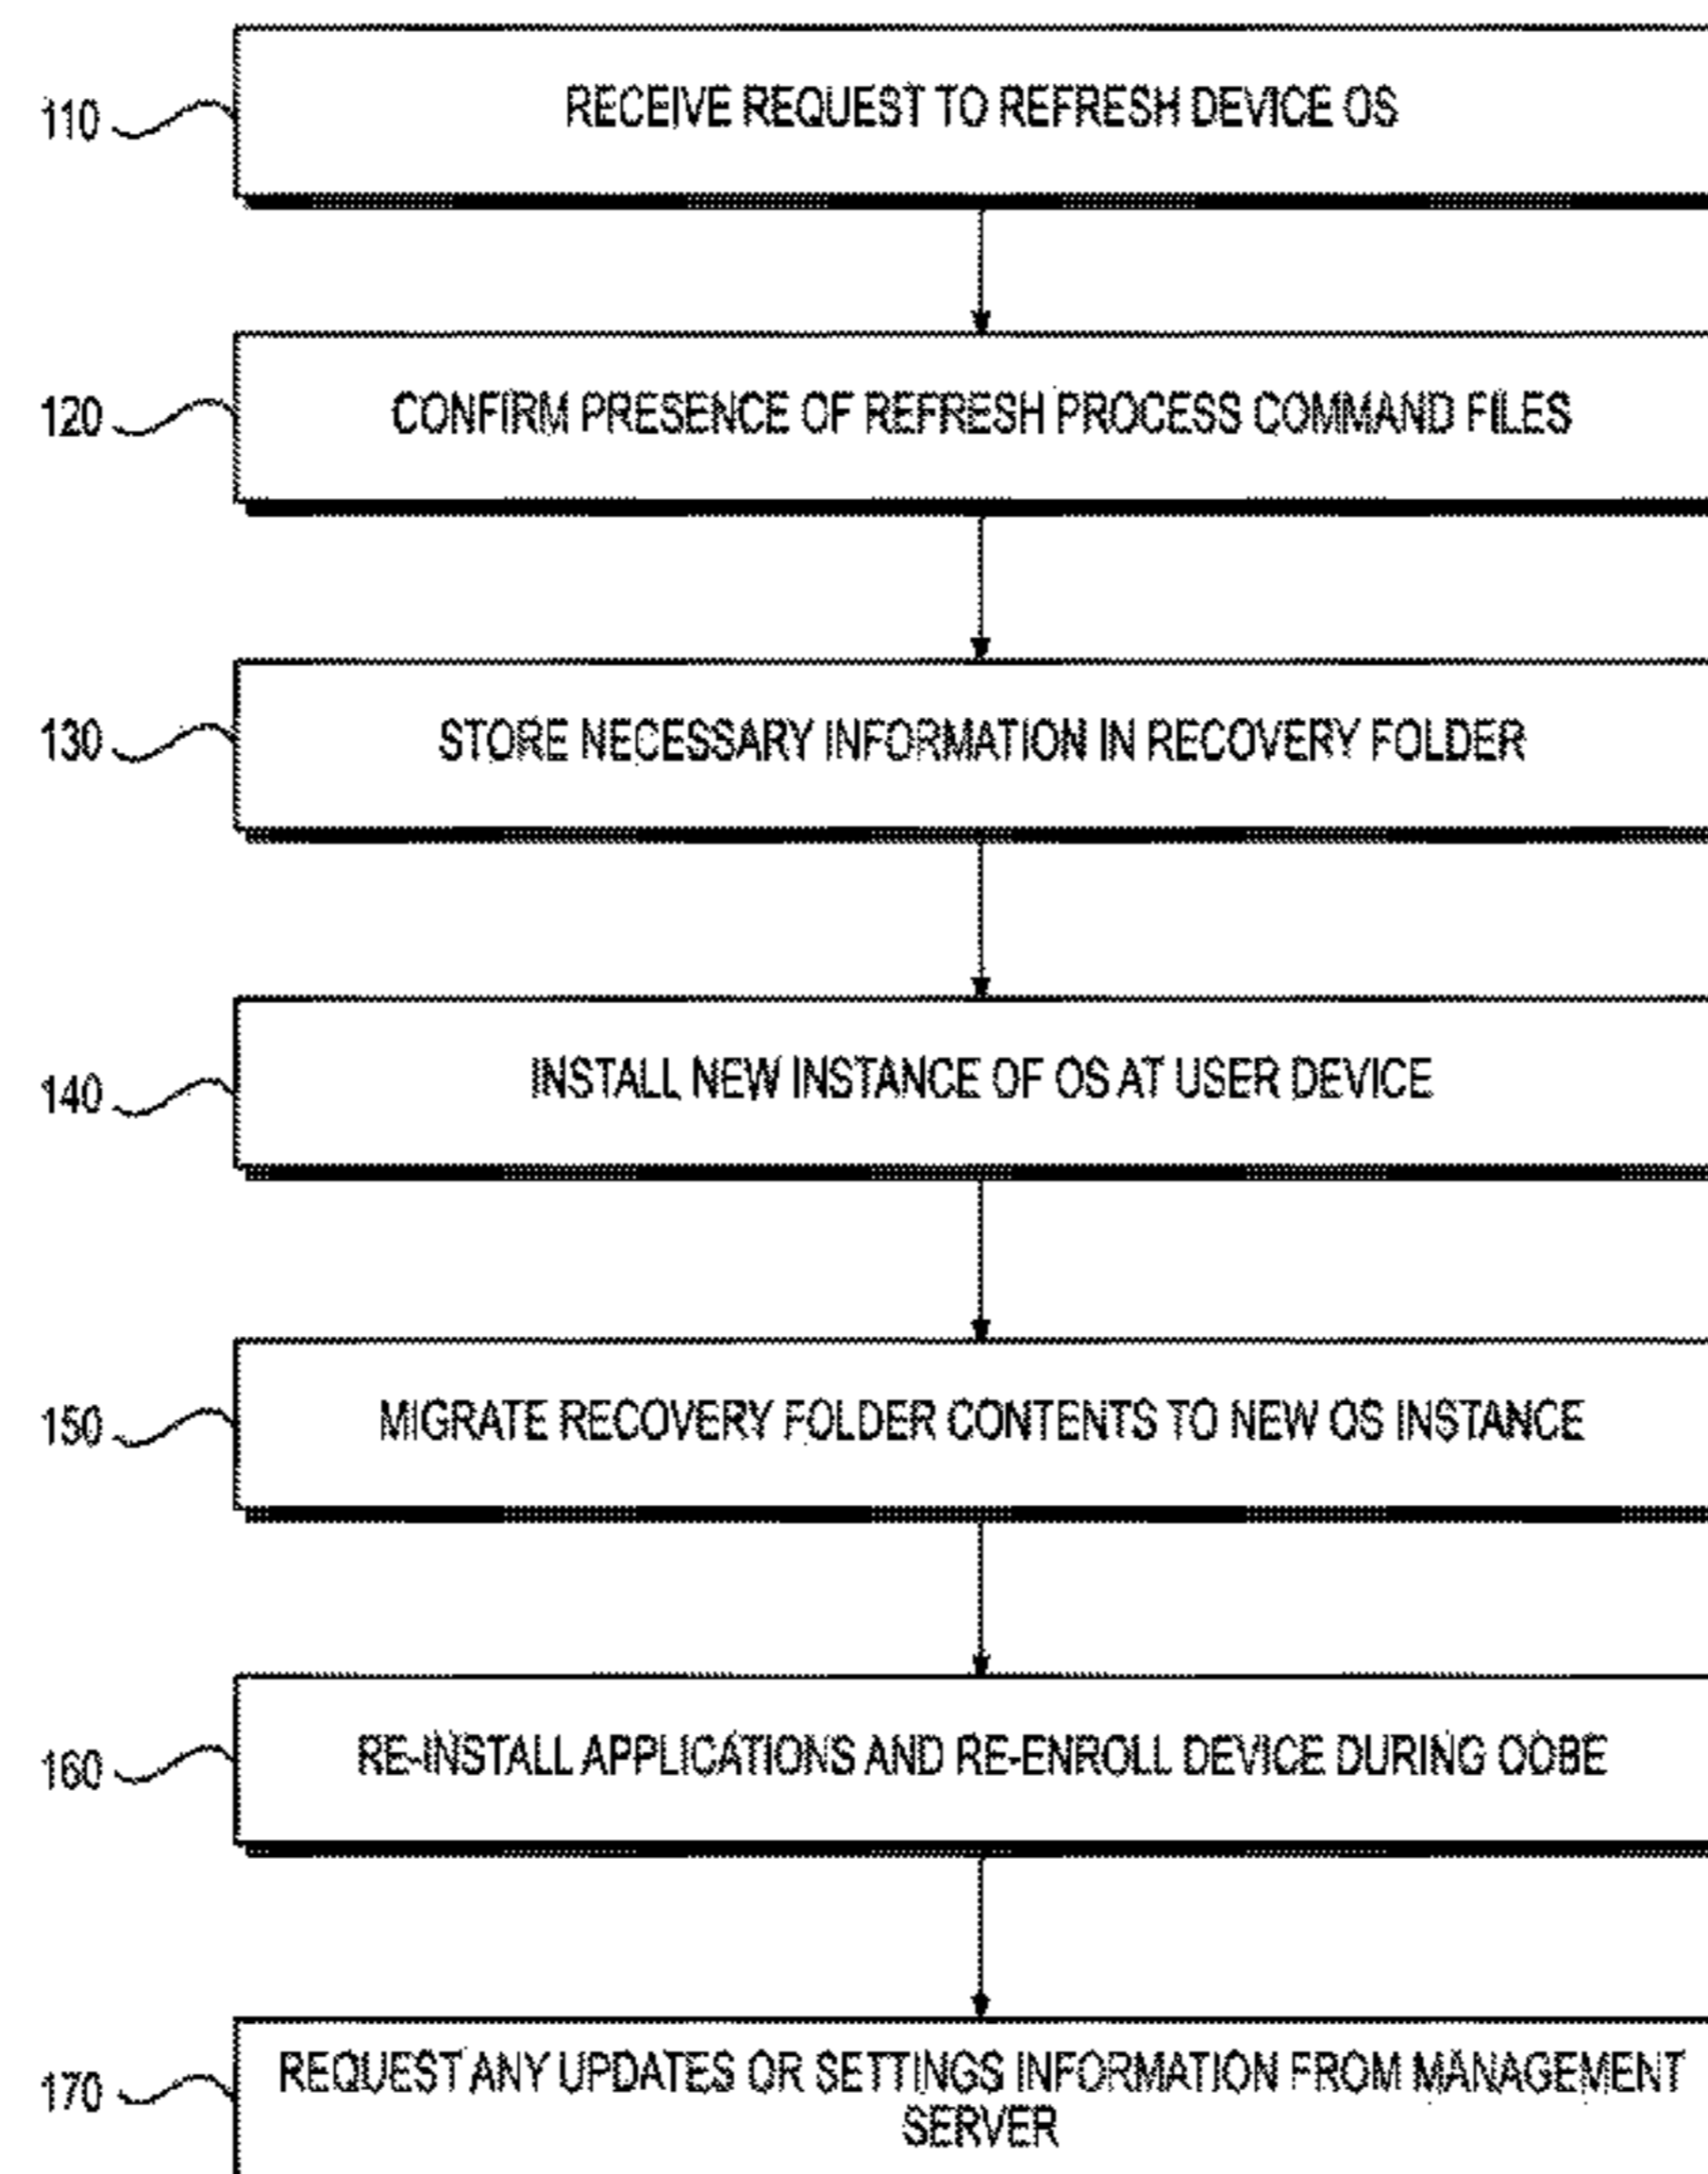 110
RECEIVE REQUEST TO REFRESH DEVICE OS
120
CONFIRM PRESENCE OF REFRESH PROCESS COMMAND FILES
130
STORE NECESSARY INFORMATION IN RECOVERY FOLDER
140
INSTALL NEW INSTANCE OF OS AT USER DEVICE
150
MIGRATE RECOVERY FOLDER CONTENTS TO NEW OS INSTANCE
160
RE-INSTALL APPLICATIONS AND RE-ENROLL DEVICE DURING OOBE
170
REQUEST ANY UPDATES OR SETTINGS INFORMATION FROM MANAGEMENT
SERVER